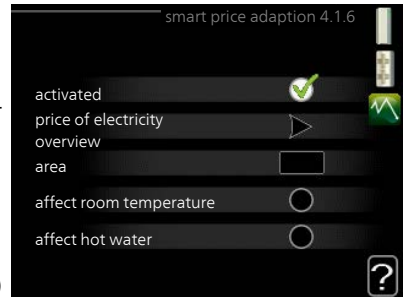 smart price adaption 4.1.6
activated
price of electricity
overview
area
affect room temperature
affect hot water
?